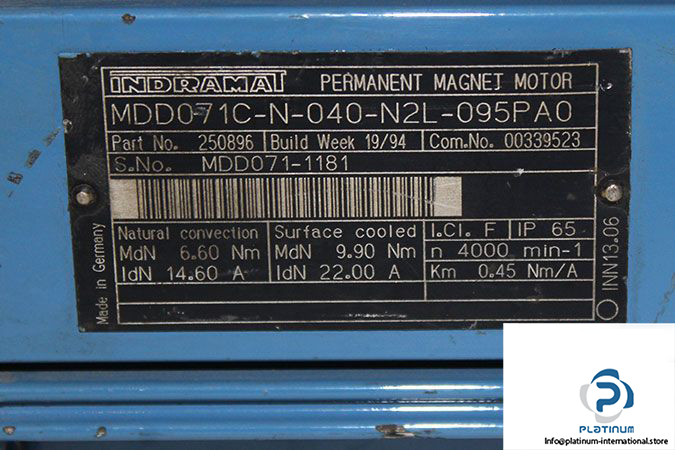 INDRAMAT PERMANENT MAGNET MOTOR
MDD071C-N-040-N2L-095PA0
Part No. 250896 Build Week 19/94 Com.No. 00339523
S.No. MDD071-1181
Natural convection Surface cooled I.Cl. F IP 65
MdN 6.60 Nm MdN 9.90 Nm n 4000 min-1
IdN 14.60 A IdN 22.00 A Km 0.45 Nm/A
Made in Germany
INN13.06
PLATINUM
Info@platinum-international.store